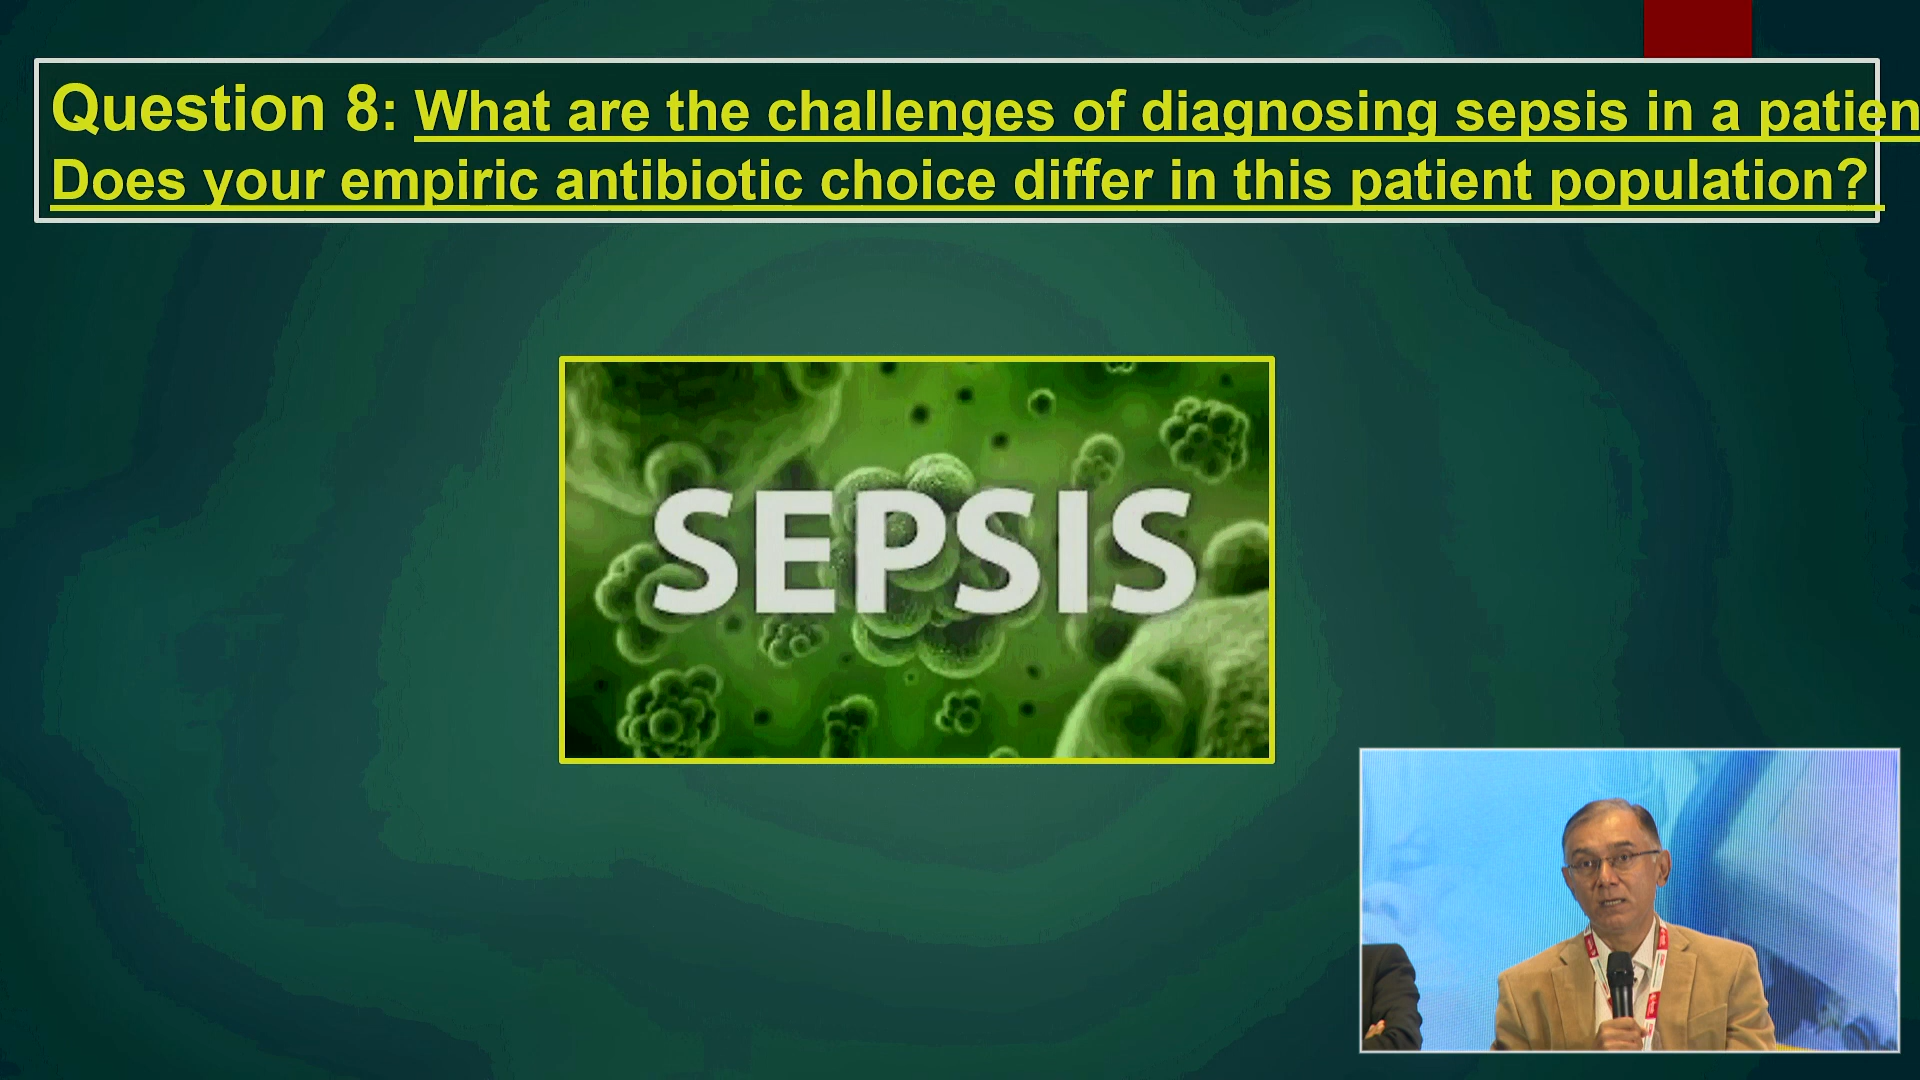 Question 8: What are the challenges of diagnosing sepsis in a patien
Does your empiric antibiotic choice differ in this patient population?
SEPSIS